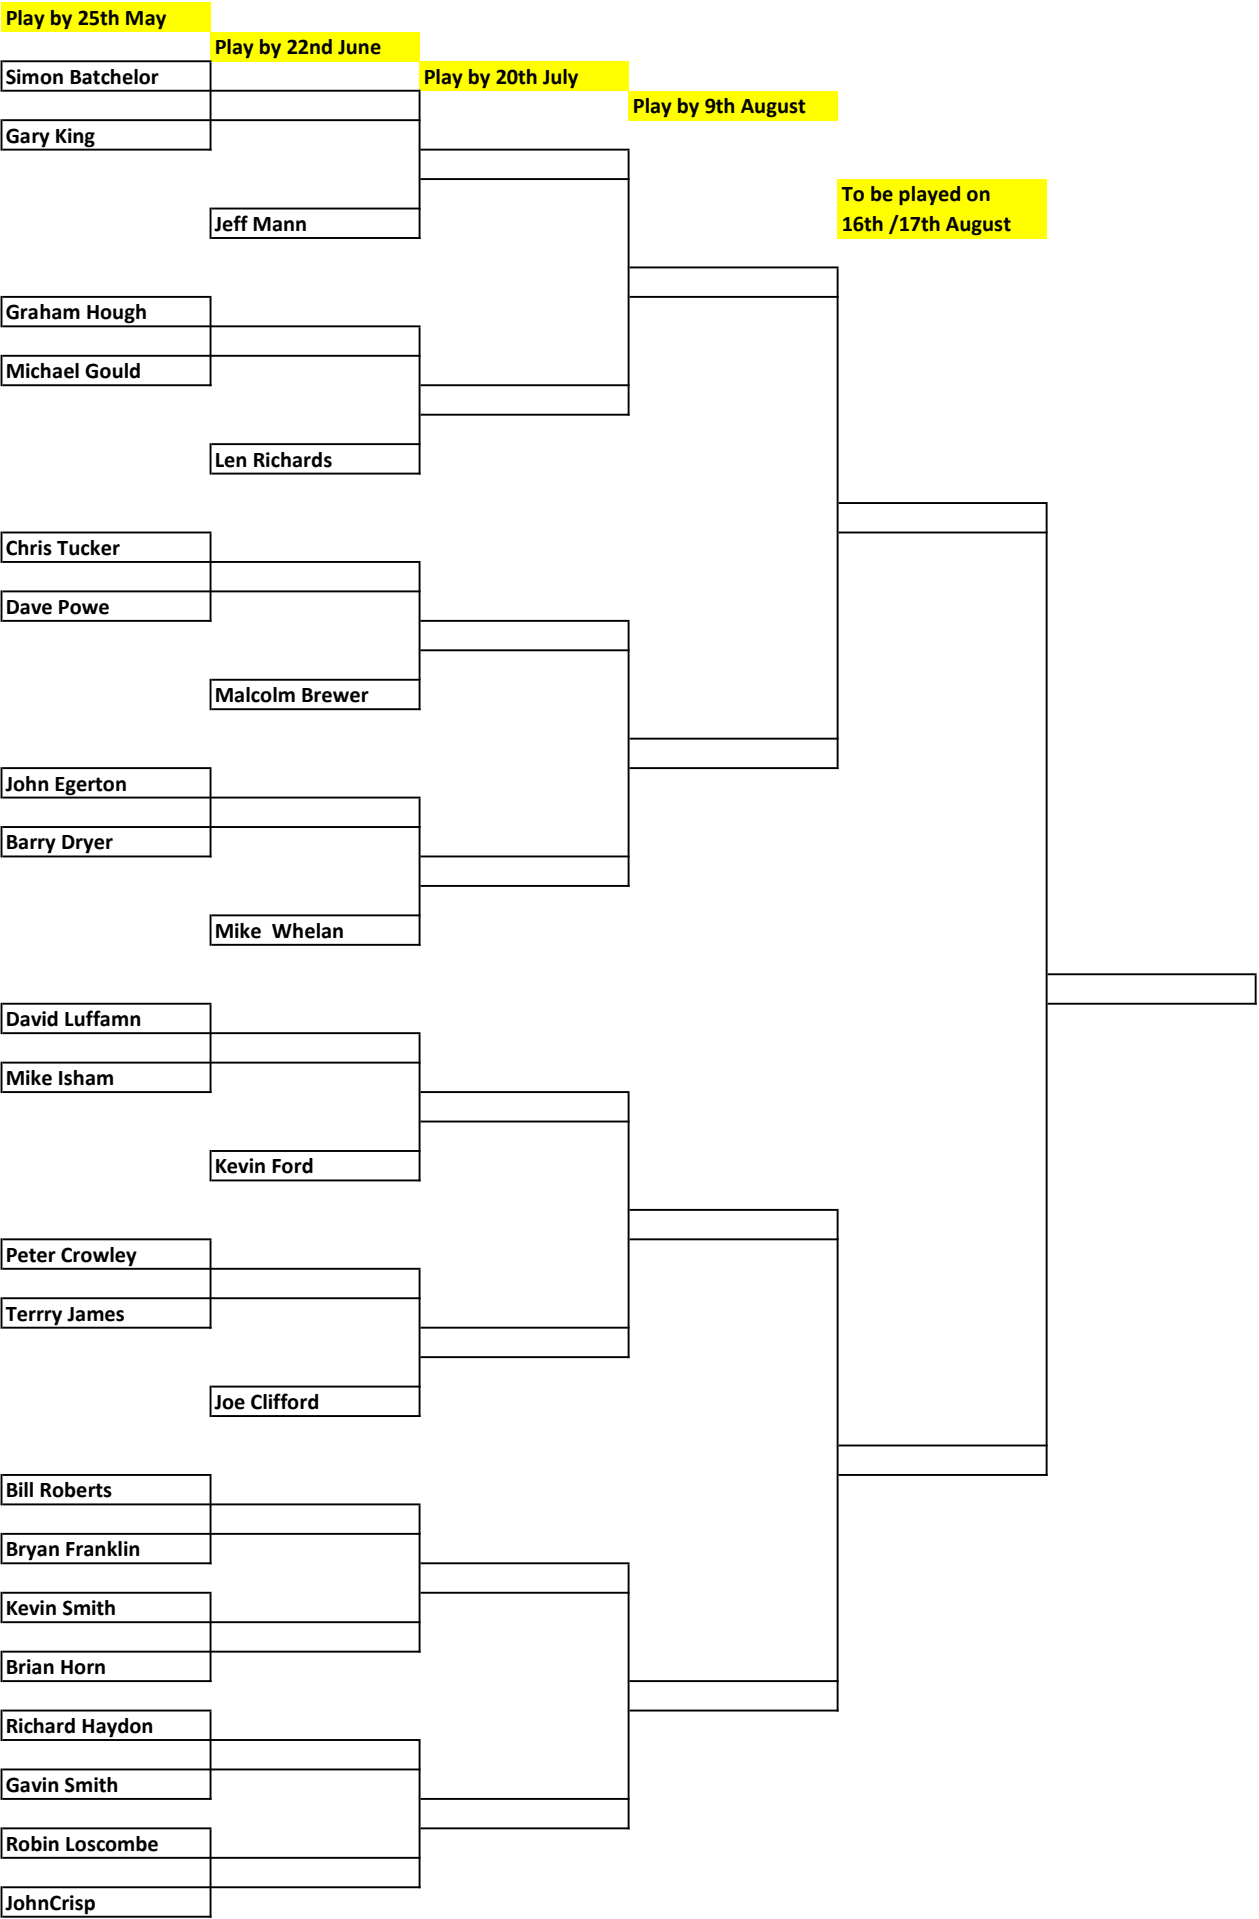 Play by 25th May
Play by 22nd June
Simon Batchelor
Play by 20th July
Play by 9th August
Gary King
To be played on
16th /17th August
Jeff Mann
Graham Hough
Michael Gould
Len Richards
Chris Tucker
Dave Powe
Malcolm Brewer
John Egerton
Barry Dryer
Mike  Whelan
David Luffamn
Mike Isham
Kevin Ford
Peter Crowley
Terrry James
Joe Clifford
Bill Roberts
Bryan Franklin
Kevin Smith
Brian Horn
Richard Haydon
Gavin Smith
Robin Loscombe
JohnCrisp